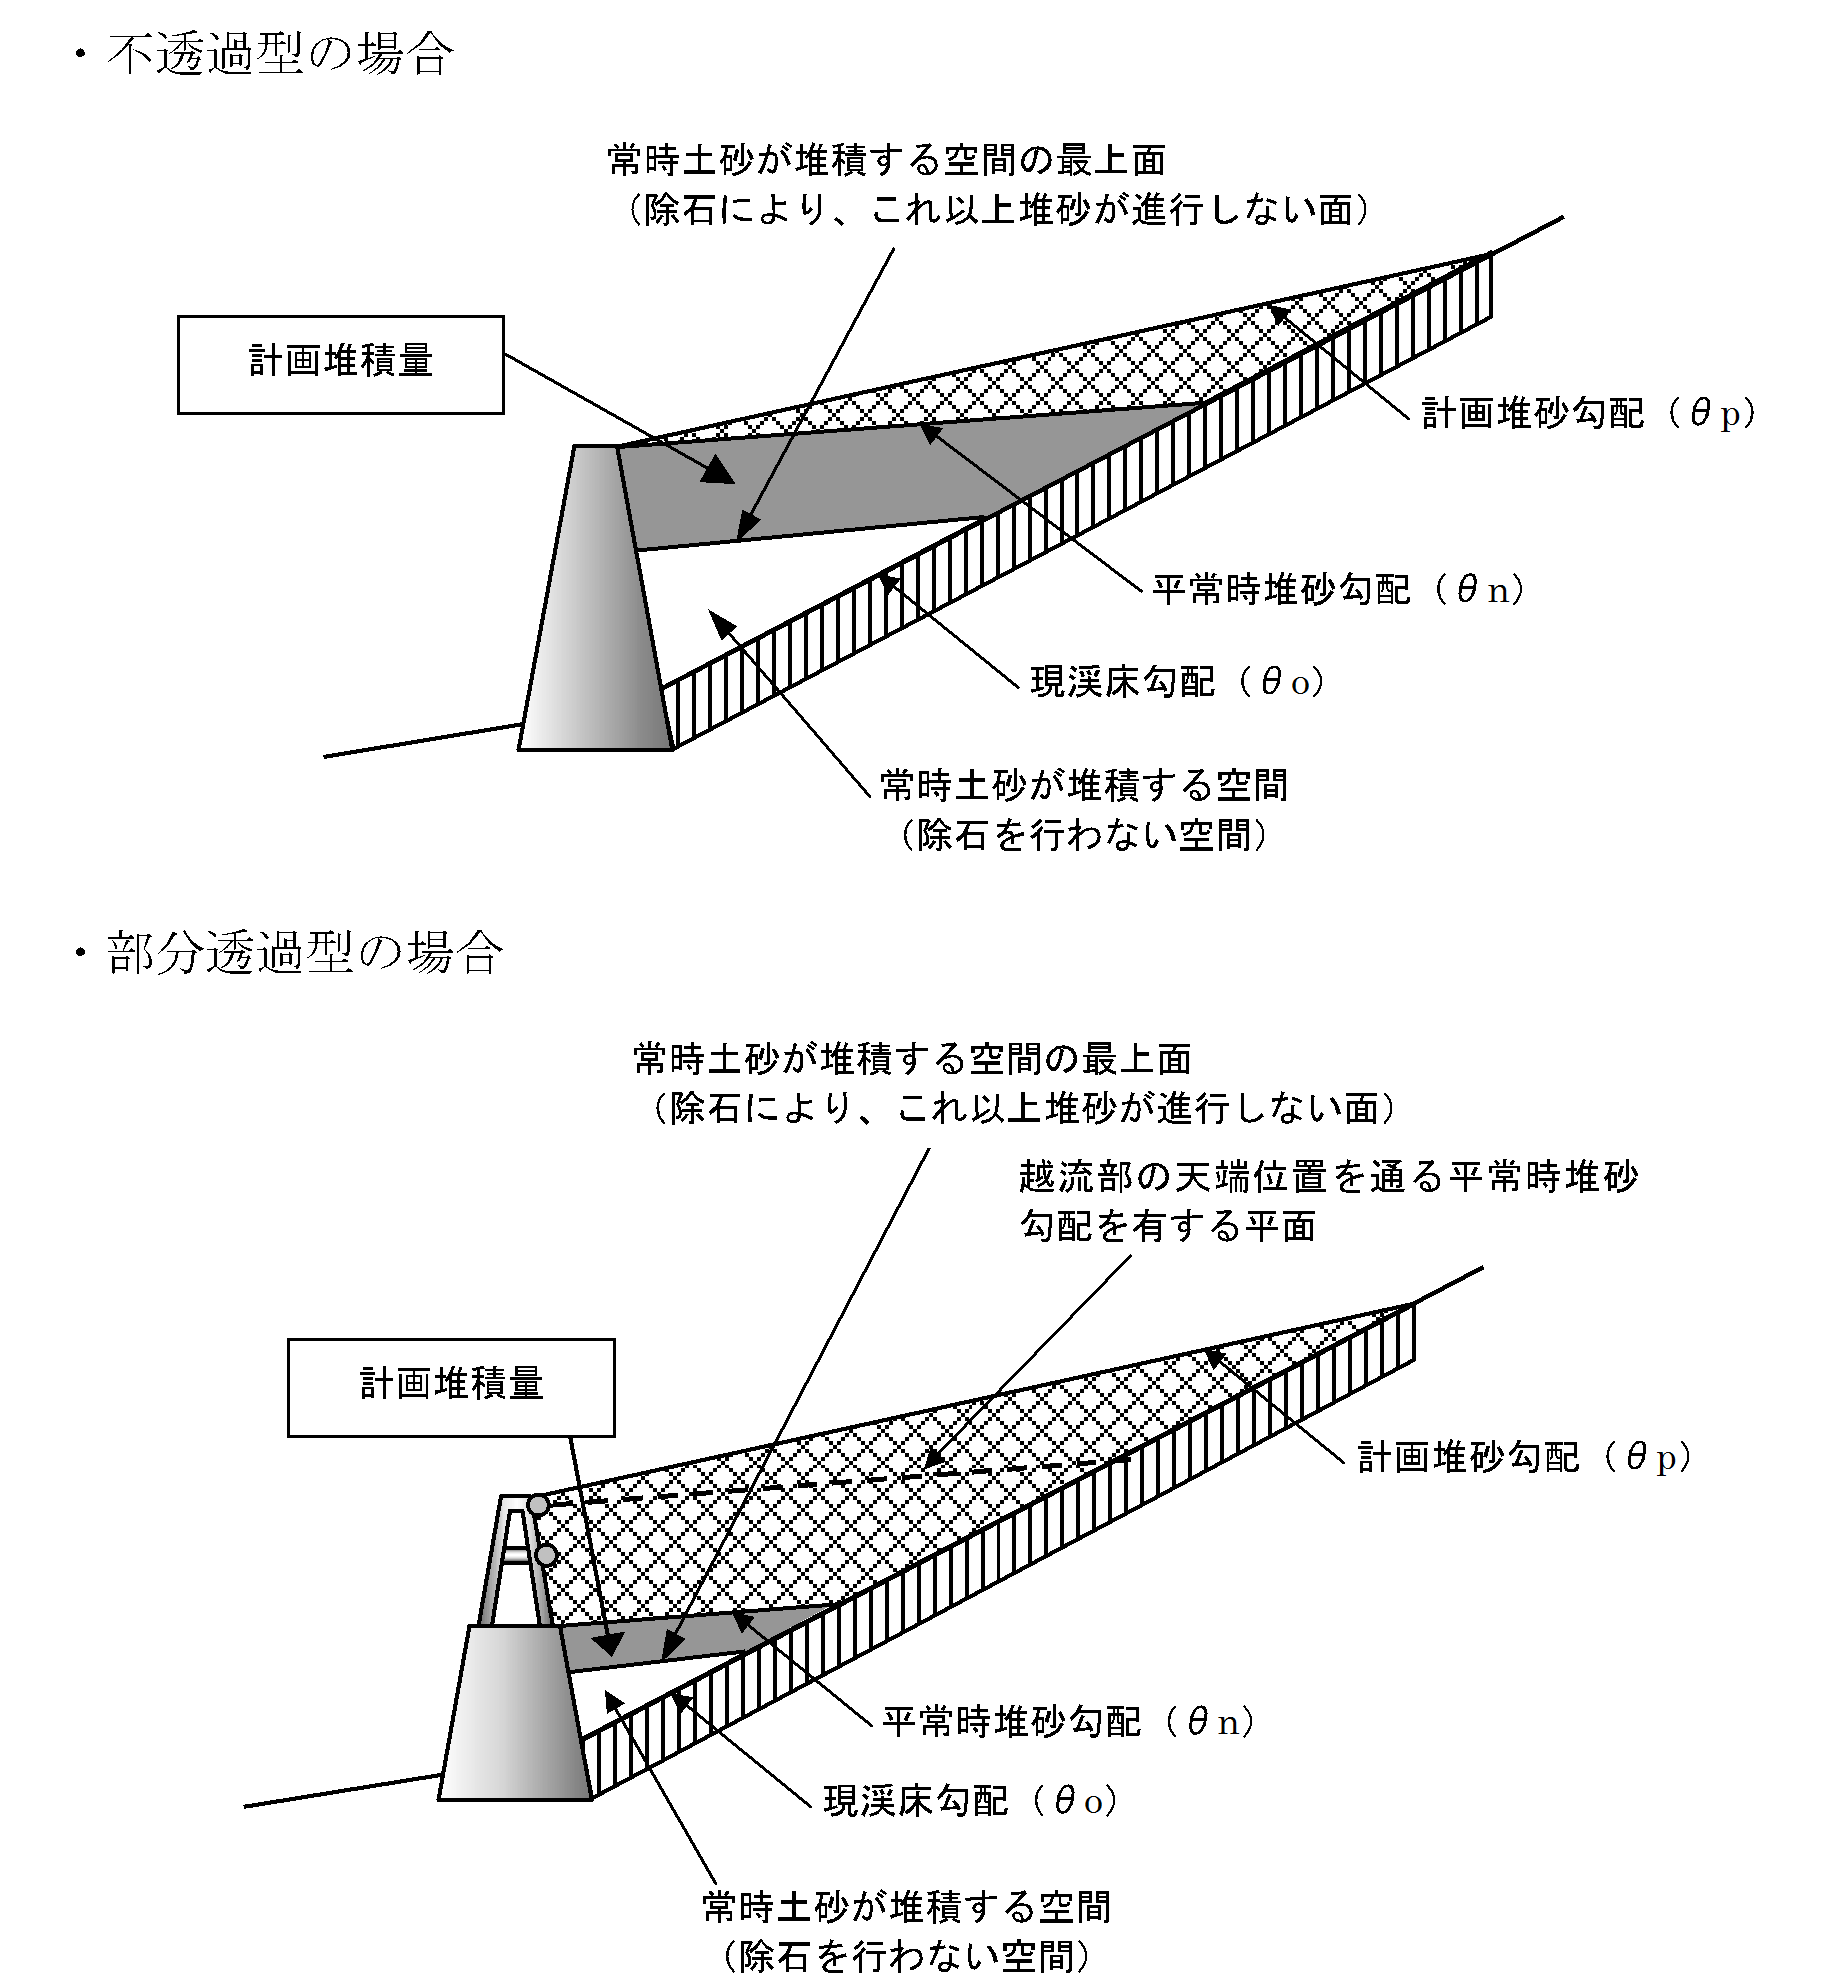 ・不透過型の場合
常時土砂が堆積する空間の最上面
（除石により、これ以上堆砂が進行しない面）
計画堆積量
計画堆砂勾配（θp）
平常時堆砂勾配（θn）
現渓床勾配（θo）
常時土砂が堆積する空間
（除石を行わない空間）
・部分透過型の場合
常時土砂が堆積する空間の最上面
（除石により、これ以上堆砂が進行しない面）
越流部の天端位置を通る平常時堆砂
勾配を有する平面
計画堆積量
計画堆砂勾配（θp）
平常時堆砂勾配（θn）
現渓床勾配（θo）
常時土砂が堆積する空間
（除石を行わない空間）